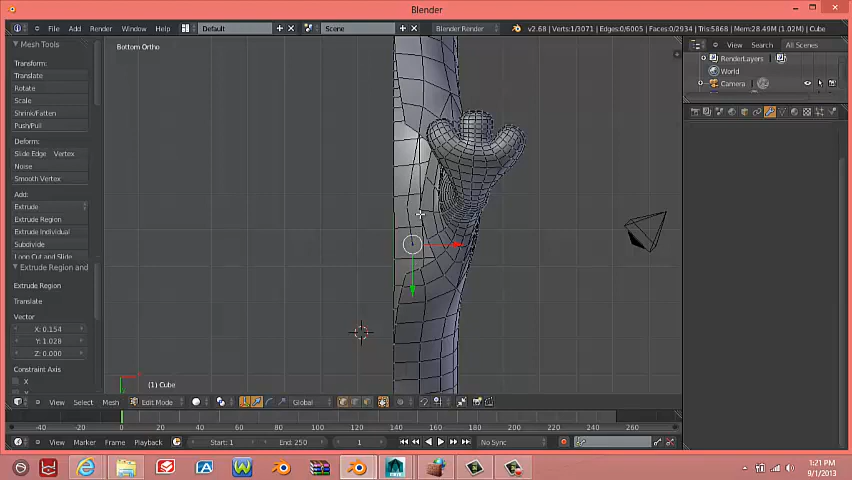 Blender
File Add Render Window Help
Default
Scene
Blender Render
v2.68 | Verts:1/3071 | Edges:0/6005 | Faces:0/2934 | Tris:5868 | Mem:28.49M (1.02M) | Cube
Mesh Tools
Bottom Ortho
View Search All Scenes
RenderLayers
World
Camera
Transform:
Translate
Rotate
Scale
Shrink/Fatten
Push/Pull
Deform:
Slide Edge Vertex
Noise
Smooth Vertex
Add:
Extrude
Extrude Region
Extrude Individual
Subdivide
Loop Cut and Slide
Extrude Region and
Extrude Region
Translate
Vector
X: 0.154
Y: 1.028
Z: 0.000
Constraint Axis
X
(1) Cube
View Select Mesh Edit Mode Global
-40 -20 0 20 40 60 80 100 120 140 160 180 200 220 240 260
View Marker Frame Playback Start: 1 End: 250 1 No Sync
1:21 PM
9/1/2013